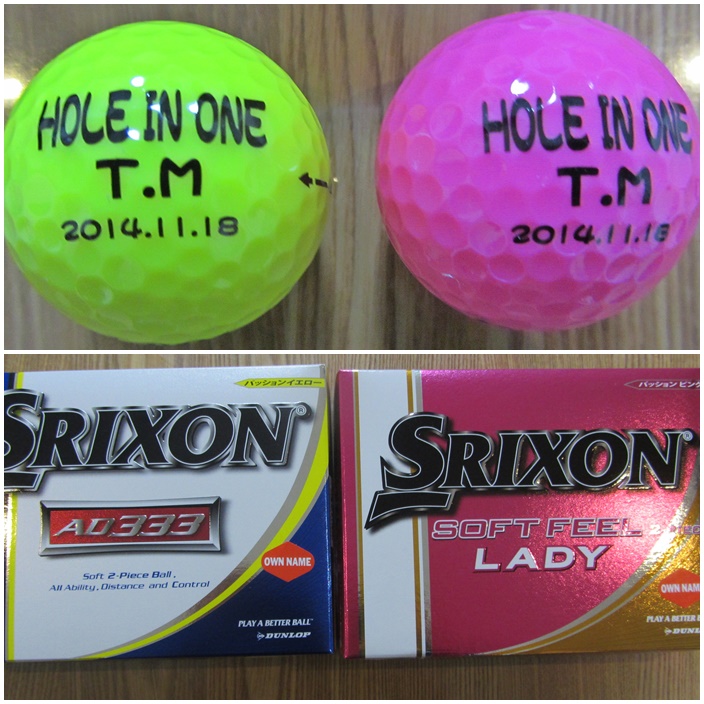 HOLE IN ONE
T.M
2014.11.18
HOLE IN ONE
T.M
2014.11.18
パッションイエロー
SRIXON®
AD333
OWN NAME
Soft 2-Piece Ball.
All Ability, Distance and Control
PLAY A BETTER BALL™
DUNLOP
パッションピンク
SRIXON®
SOFT FEEL
LADY
OWN NAME
PLAY A BETTER
DUNLOP